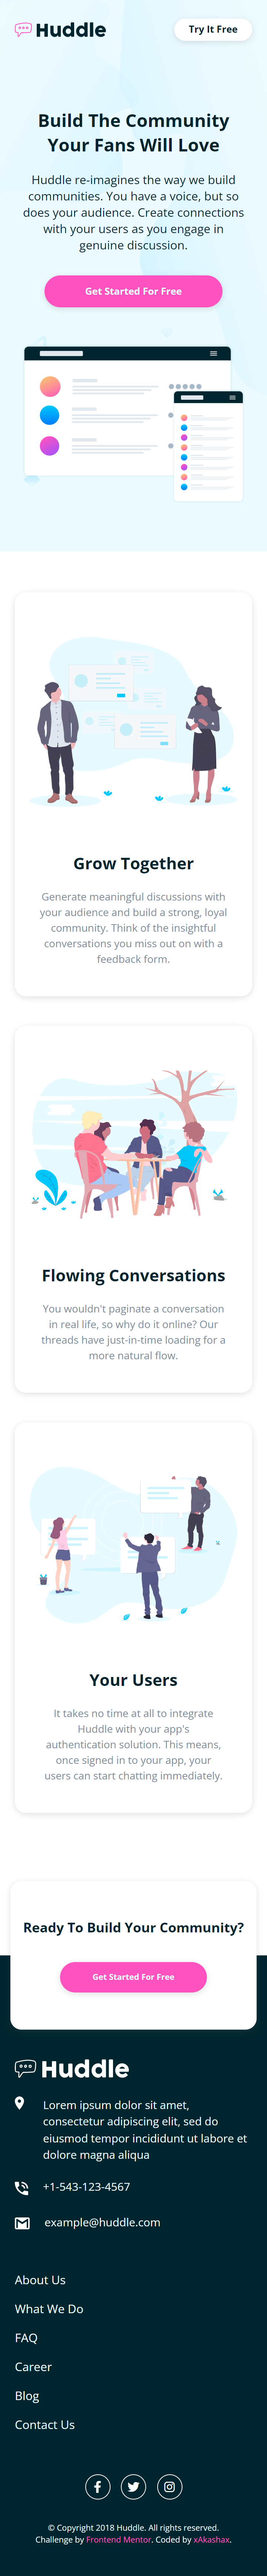 Huddle
Try It Free
Build The Community
Your Fans Will Love
Huddle re-imagines the way we build
communities. You have a voice, but so
does your audience. Create connections
with your users as you engage in
genuine discussion.
Get Started For Free
Grow Together
Generate meaningful discussions with
your audience and build a strong, loyal
community. Think of the insightful
conversations you miss out on with a
feedback form.
Flowing Conversations
You wouldn't paginate a conversation
in real life, so why do it online? Our
threads have just-in-time loading for a
more natural flow.
Your Users
It takes no time at all to integrate
Huddle with your app's
authentication solution. This means,
once signed in to your app, your
users can start chatting immediately.
Ready To Build Your Community?
Get Started For Free
Huddle
Lorem ipsum dolor sit amet,
consectetur adipiscing elit, sed do
eiusmod tempor incididunt ut labore et
dolore magna aliqua
+1-543-123-4567
example@huddle.com
About Us
What We Do
FAQ
Career
Blog
Contact Us
© Copyright 2018 Huddle. All rights reserved.
Challenge by Frontend Mentor. Coded by xAkashax.